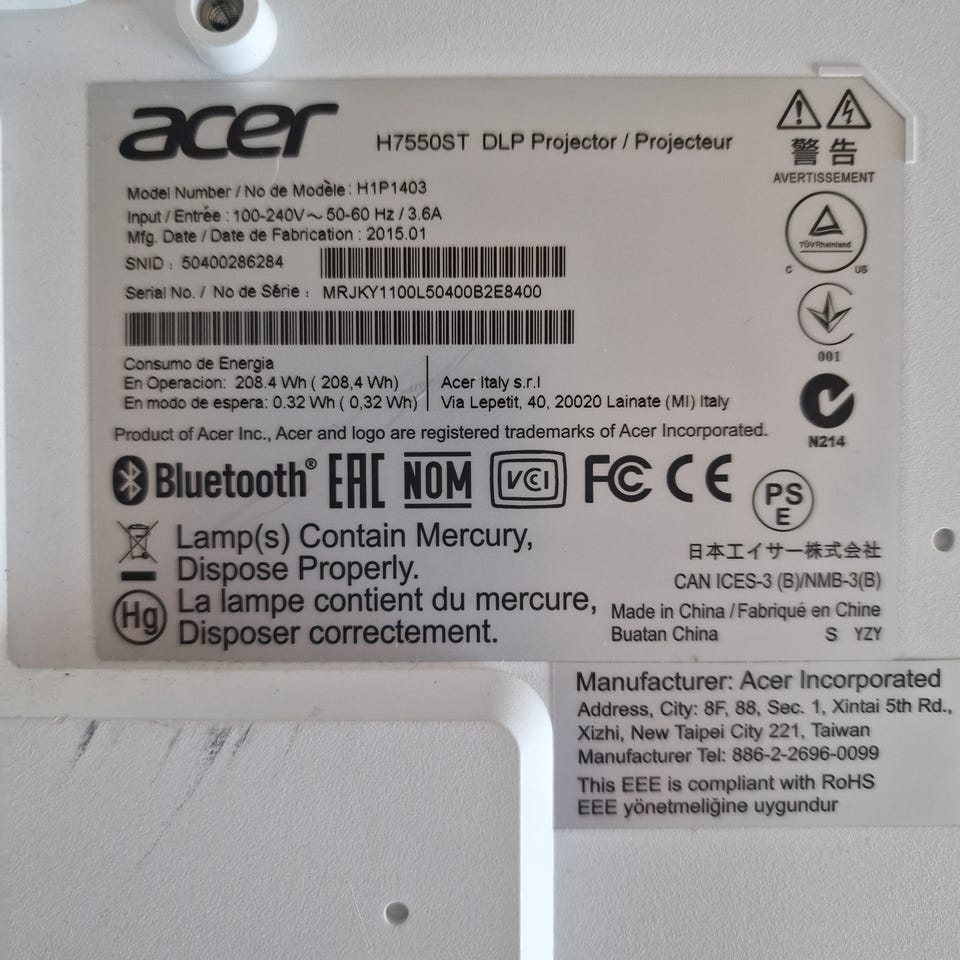 acer
H7550ST DLP Projector / Projecteur
Model Number / No de Modèle : H1P1403
Input / Entrée : 100-240V~ 50-60 Hz / 3.6A
Mfg. Date / Date de Fabrication : 2015.01
SNID : 50400286284
Serial No. / No de Série : MRJKY1100L50400B2E8400
警告
AVERTISSEMENT
TÜVRheinland
C US
001
N214
Consumo de Energia
En Operacion: 208.4 Wh ( 208,4 Wh)
En modo de espera: 0.32 Wh ( 0,32 Wh)
Acer Italy s.r.l
Via Lepetit, 40, 20020 Lainate (MI) Italy
Product of Acer Inc., Acer and logo are registered trademarks of Acer Incorporated.
Bluetooth® EAC NOM VCI FC CE
PS
E
Lamp(s) Contain Mercury,
Dispose Properly.
Hg
La lampe contient du mercure,
Disposer correctement.
日本エイサー株式会社
CAN ICES-3 (B)/NMB-3(B)
Made in China / Fabriqué en Chine
Buatan China S YZY
Manufacturer: Acer Incorporated
Address, City: 8F, 88, Sec. 1, Xintai 5th Rd.,
Xizhi, New Taipei City 221, Taiwan
Manufacturer Tel: 886-2-2696-0099
This EEE is compliant with RoHS
EEE yönetmeliğine uygundur